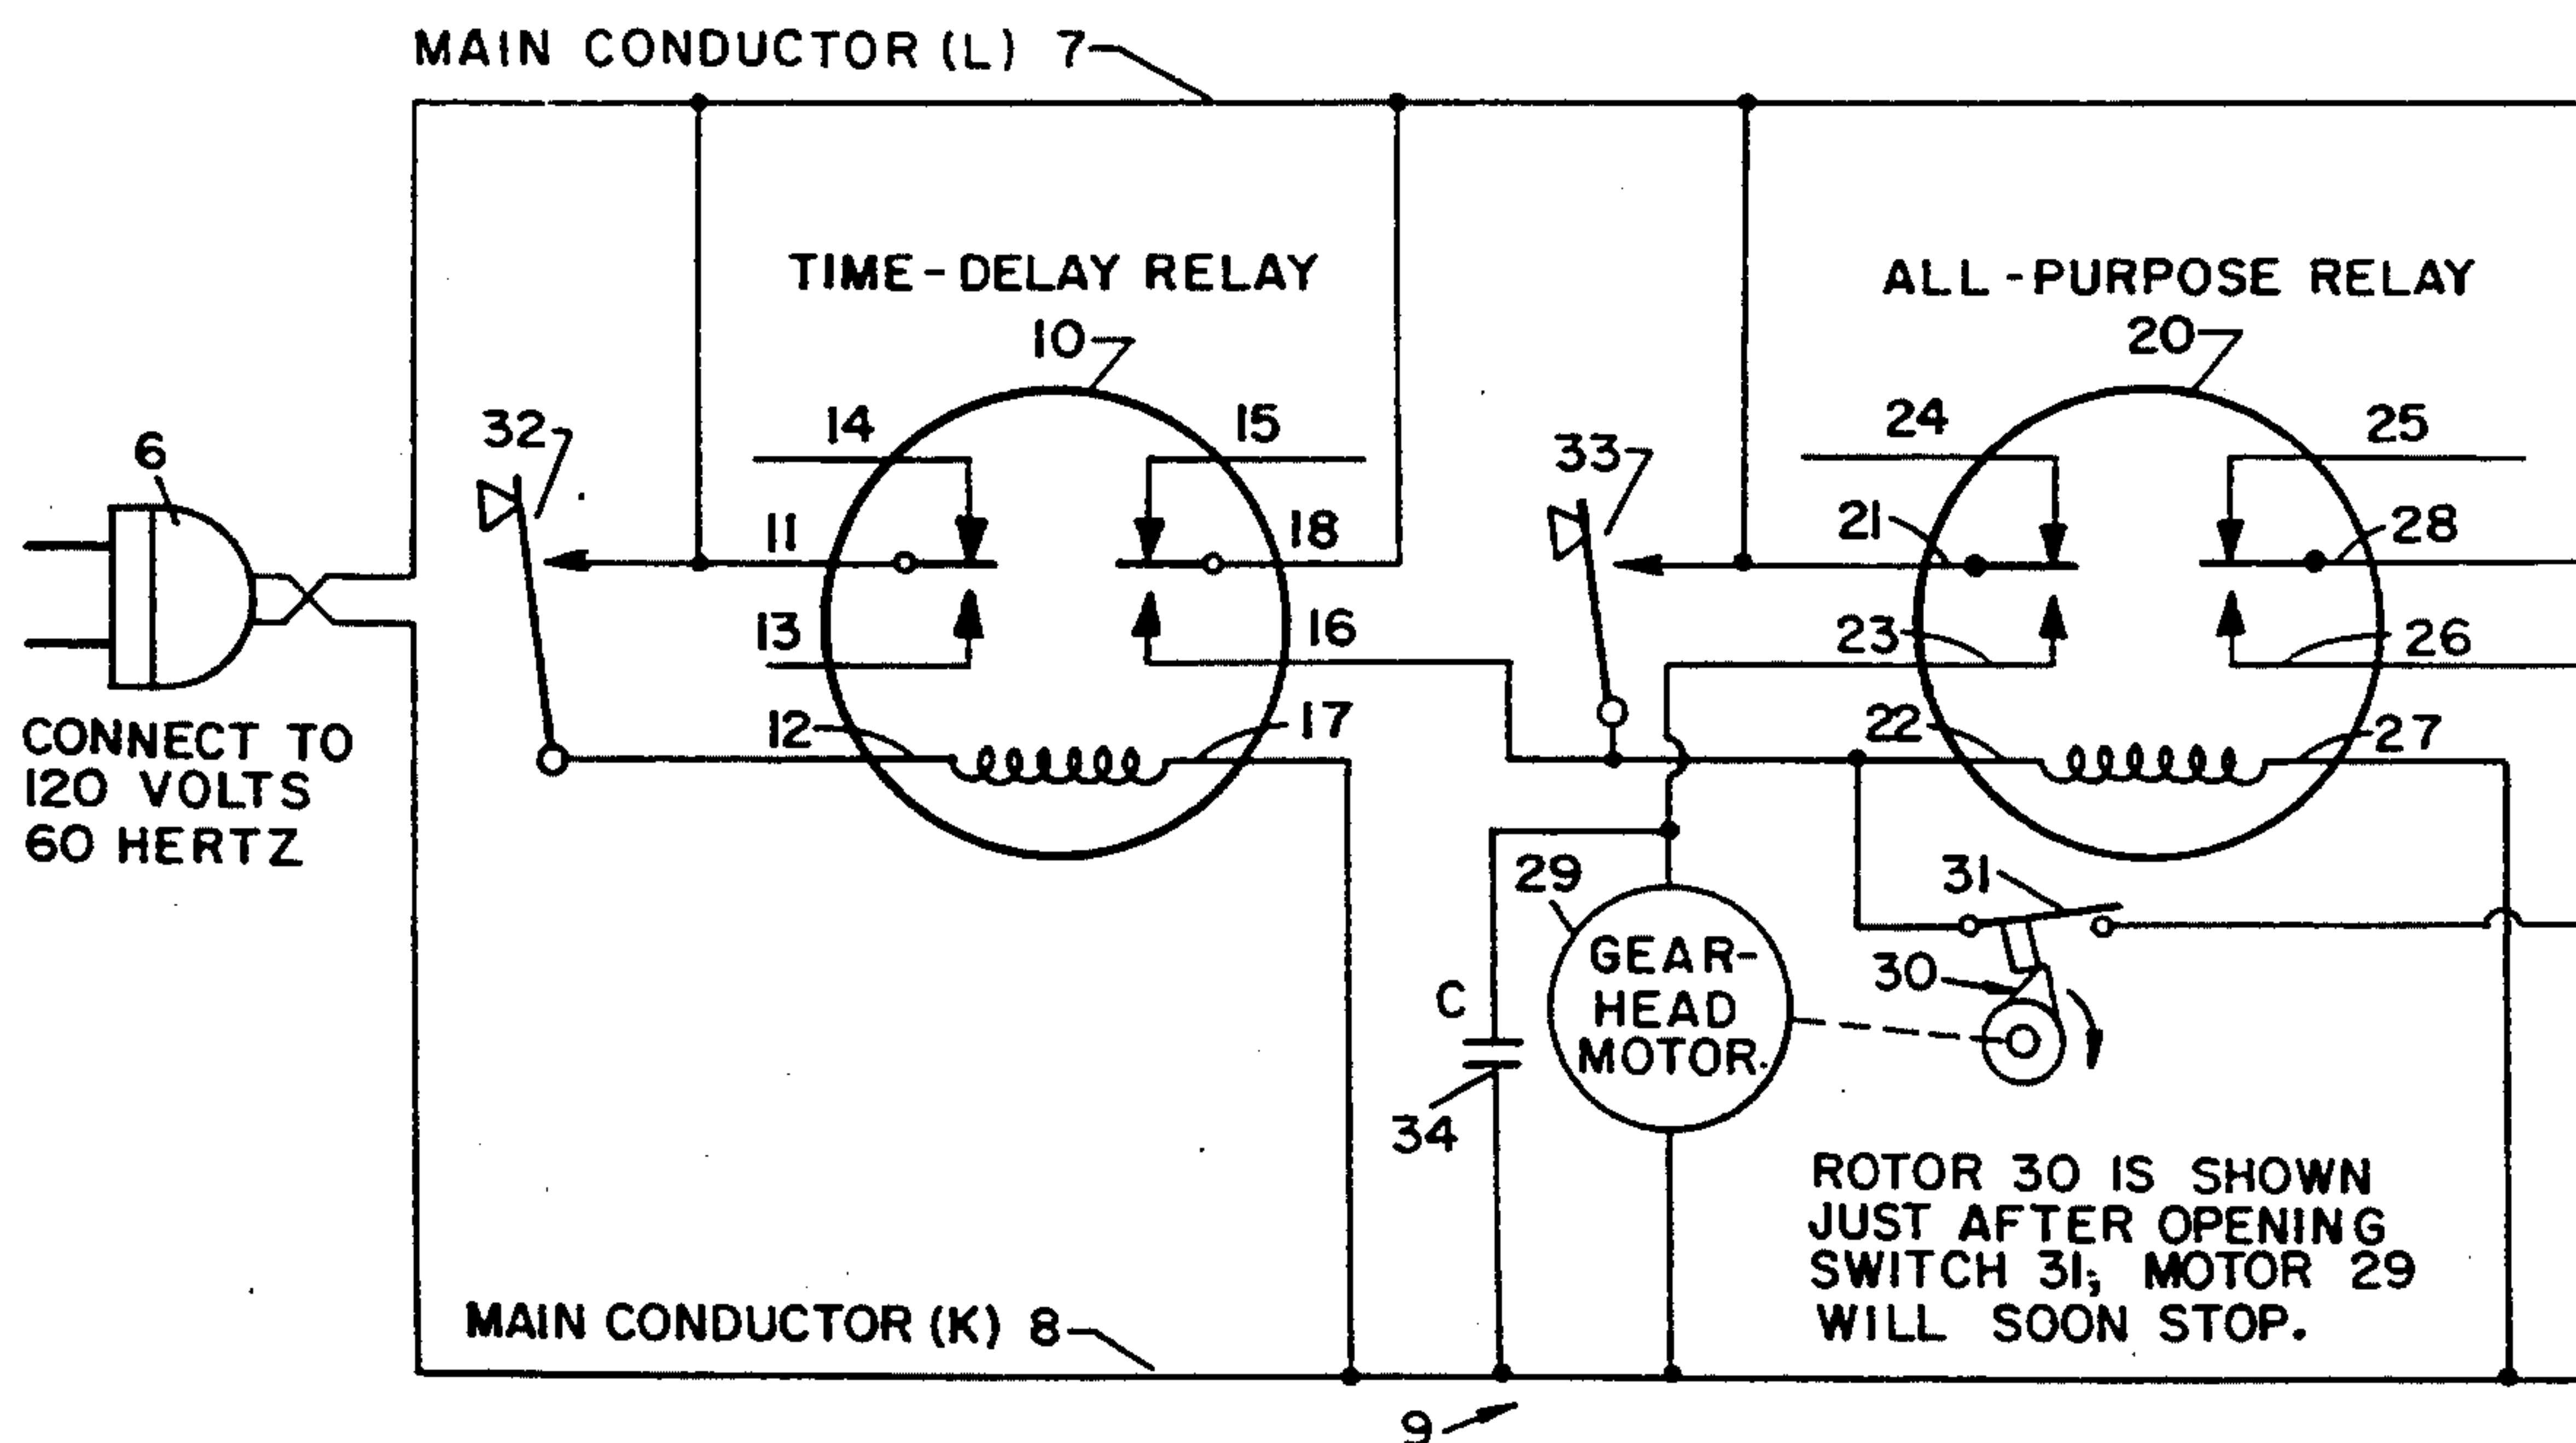 MAIN CONDUCTOR (L) 7
TIME-DELAY RELAY
10
ALL-PURPOSE RELAY
20
6
32
14
15
33
24
25
11
18
21
28
13
16
23
26
12
17
22
27
CONNECT TO
120 VOLTS
60 HERTZ
29
31
GEAR-
HEAD
MOTOR.
30
C
34
ROTOR 30 IS SHOWN
JUST AFTER OPENING
SWITCH 31; MOTOR 29
WILL SOON STOP.
MAIN CONDUCTOR (K) 8
9